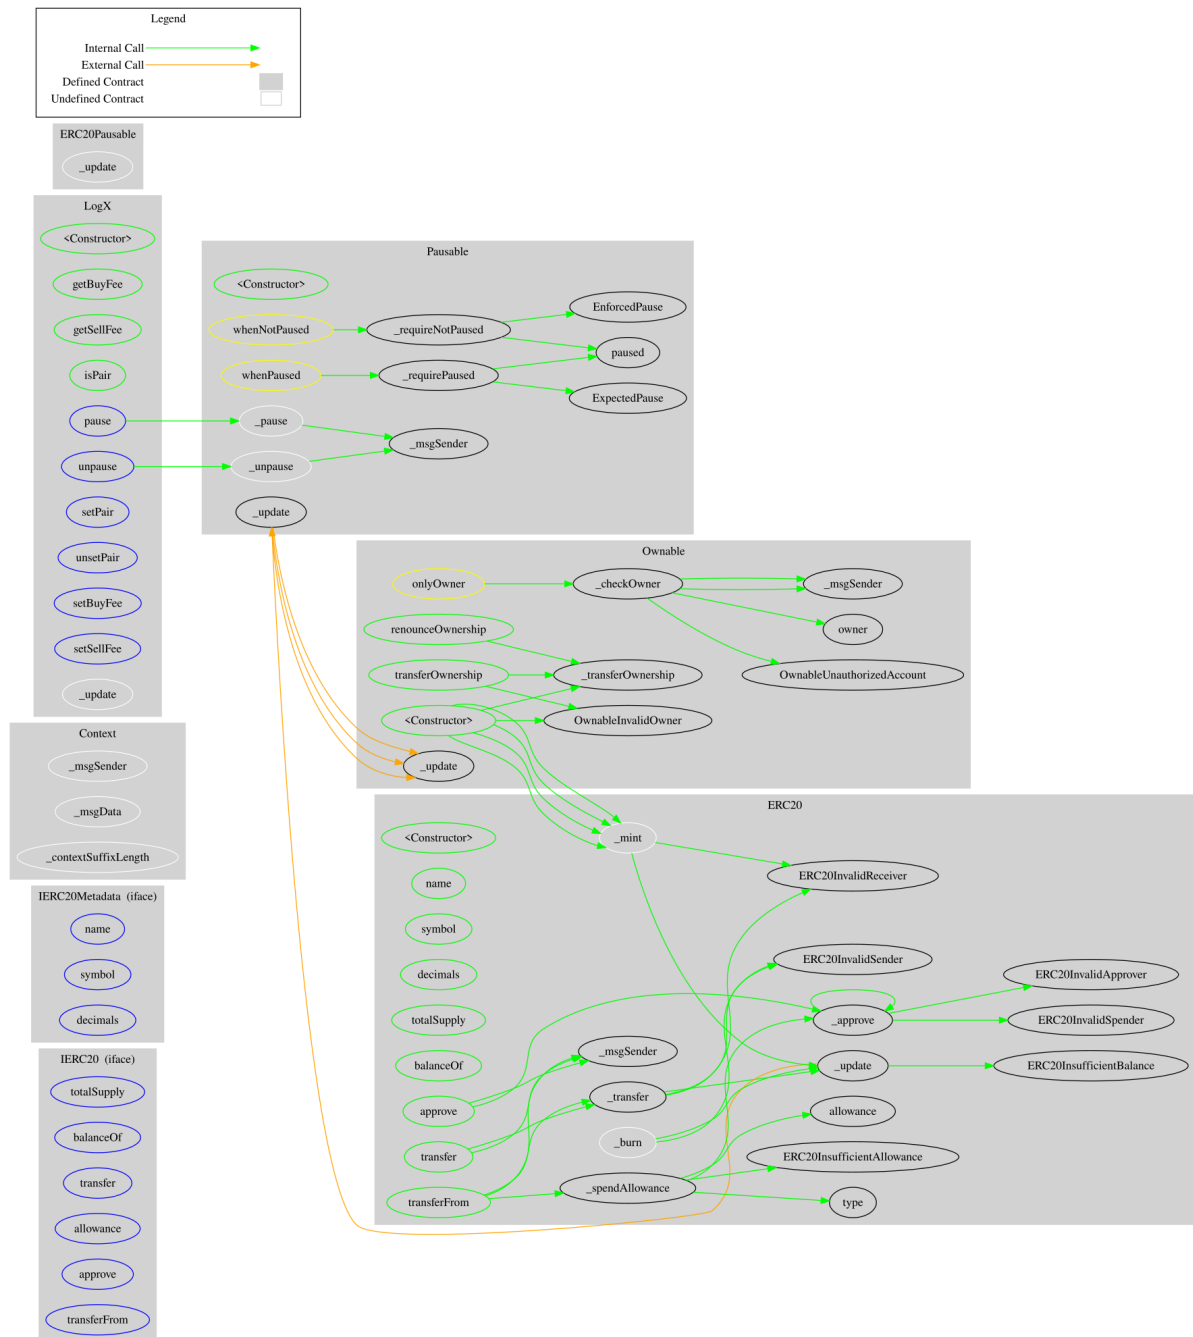 Legend
Internal Call
External Call
Defined Contract
Undefined Contract
ERC20Pausable
_update
LogX
<Constructor>
getBuyFee
getSellFee
isPair
pause
unpause
setPair
unsetPair
setBuyFee
setSellFee
_update
Pausable
<Constructor>
whenNotPaused
_requireNotPaused
EnforcedPause
paused
whenPaused
_requirePaused
ExpectedPause
_pause
_msgSender
_unpause
_update
Ownable
onlyOwner
_checkOwner
_msgSender
owner
renounceOwnership
transferOwnership
_transferOwnership
OwnableUnauthorizedAccount
<Constructor>
OwnableInvalidOwner
_update
Context
_msgSender
_msgData
_contextSuffixLength
ERC20
<Constructor>
_mint
name
ERC20InvalidReceiver
symbol
decimals
ERC20InvalidSender
ERC20InvalidApprover
totalSupply
_approve
ERC20InvalidSpender
balanceOf
_msgSender
_update
ERC20InsufficientBalance
approve
_transfer
allowance
transfer
_burn
ERC20InsufficientAllowance
transferFrom
_spendAllowance
type
IERC20Metadata (iface)
name
symbol
decimals
IERC20 (iface)
totalSupply
balanceOf
transfer
allowance
approve
transferFrom